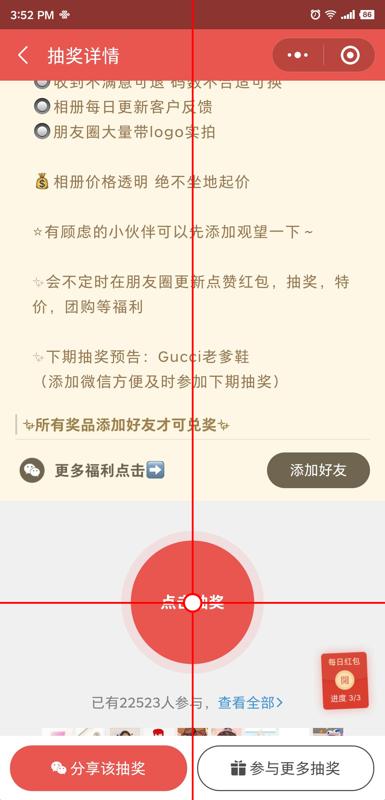 3:52 PM
86
抽奖详情
收到不满意可退 码数不合适可换
相册每日更新客户反馈
朋友圈大量带logo实拍
💰相册价格透明 绝不坐地起价
☆有顾虑的小伙伴可以先添加观望一下～
✨会不定时在朋友圈更新点赞红包，抽奖，特
价，团购等福利
✨下期抽奖预告：Gucci老爹鞋
（添加微信方便及时参加下期抽奖）
✨所有奖品添加好友才可兑奖✨
更多福利点击➡️
添加好友
点击抽奖
每日红包
開
进度 3/3
已有22523人参与，查看全部>
分享该抽奖
参与更多抽奖